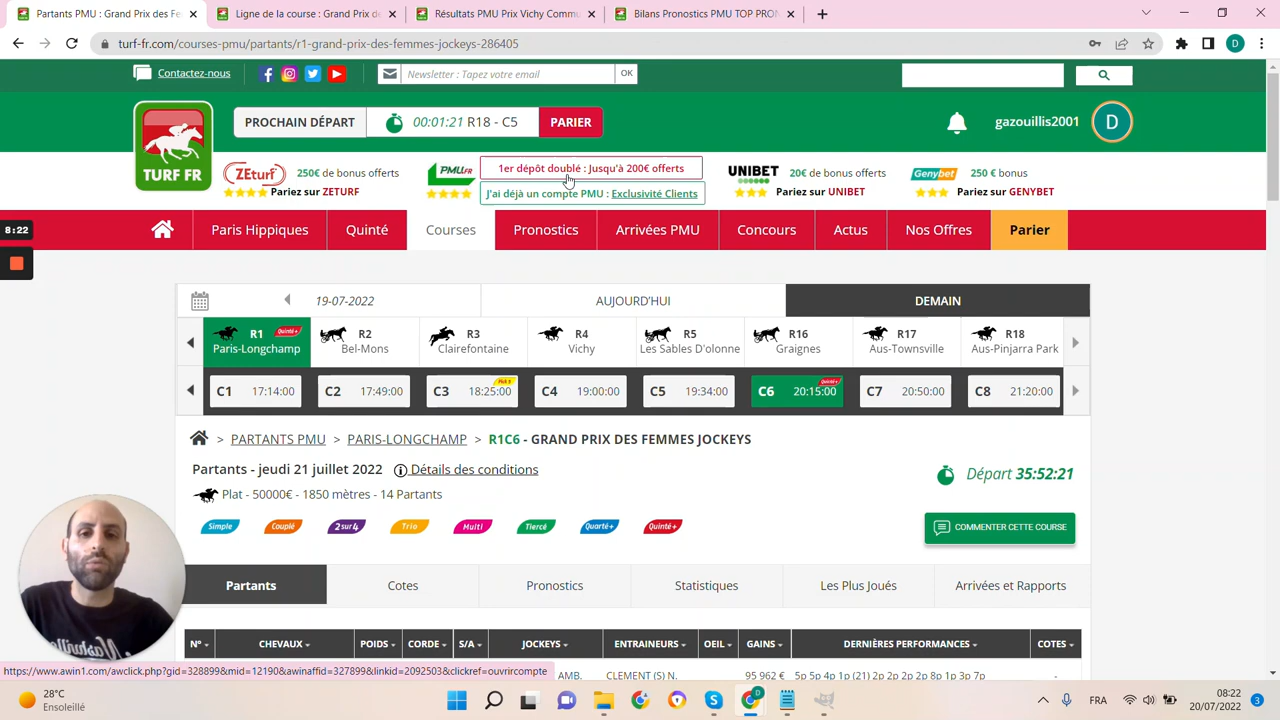 Partants PMU : Grand Prix des Fe
Ligne de la course : Grand Prix de
Résultats PMU Prix Vichy Commu
Bilans Pronostics PMU TOP PRON
turf-fr.com/courses-pmu/partants/r1-grand-prix-des-femmes-jockeys-286405
Contactez-nous
Newsletter : Tapez votre email
OK
TURF FR
PROCHAIN DÉPART
00:01:21 R18 - C5
PARIER
gazouillis2001
D
ZEturf
250€ de bonus offerts
Pariez sur ZETURF
PMU.FR
1er dépôt doublé : Jusqu'à 200€ offerts
J'ai déjà un compte PMU : Exclusivité Clients
UNIBET
20€ de bonus offerts
Pariez sur UNIBET
Genybet
250 € bonus
Pariez sur GENYBET
8:22
Paris Hippiques
Quinté
Courses
Pronostics
Arrivées PMU
Concours
Actus
Nos Offres
Parier
19-07-2022
AUJOURD'HUI
DEMAIN
R1 Quinté+
Paris-Longchamp
R2
Bel-Mons
R3
Clairefontaine
R4
Vichy
R5
Les Sables D'olonne
R16
Graignes
R17
Aus-Townsville
R18
Aus-Pinjarra Park
C1 17:14:00
C2 17:49:00
C3 18:25:00
C4 19:00:00
C5 19:34:00
C6 20:15:00 Quinté+
C7 20:50:00
C8 21:20:00
> PARTANTS PMU > PARIS-LONGCHAMP > R1C6 - GRAND PRIX DES FEMMES JOCKEYS
Partants - jeudi 21 juillet 2022 Détails des conditions
Départ 35:52:21
Plat - 50000€ - 1850 mètres - 14 Partants
Simple
Couplé
2sur4
Trio
Multi
Tiercé
Quarté+
Quinté+
COMMENTER CETTE COURSE
Partants
Cotes
Pronostics
Statistiques
Les Plus Joués
Arrivées et Rapports
N°
CHEVAUX
POIDS
CORDE
S/A
JOCKEYS
ENTRAINEURS
OEIL
GAINS
DERNIÈRES PERFORMANCES
COTES
AMB.
CLEMENT (S) N.
95 962 €
5p 5p 4p 1p (21) 2p 2p 2p 2p 8p 1p 3p 7p
-
https://www.awin1.com/awclick.php?gid=328899&mid=12190&awinaffid=327899&linkid=2092503&clickref=ouvrircompte
28°C
Ensoleillé
FRA
08:22
20/07/2022
3